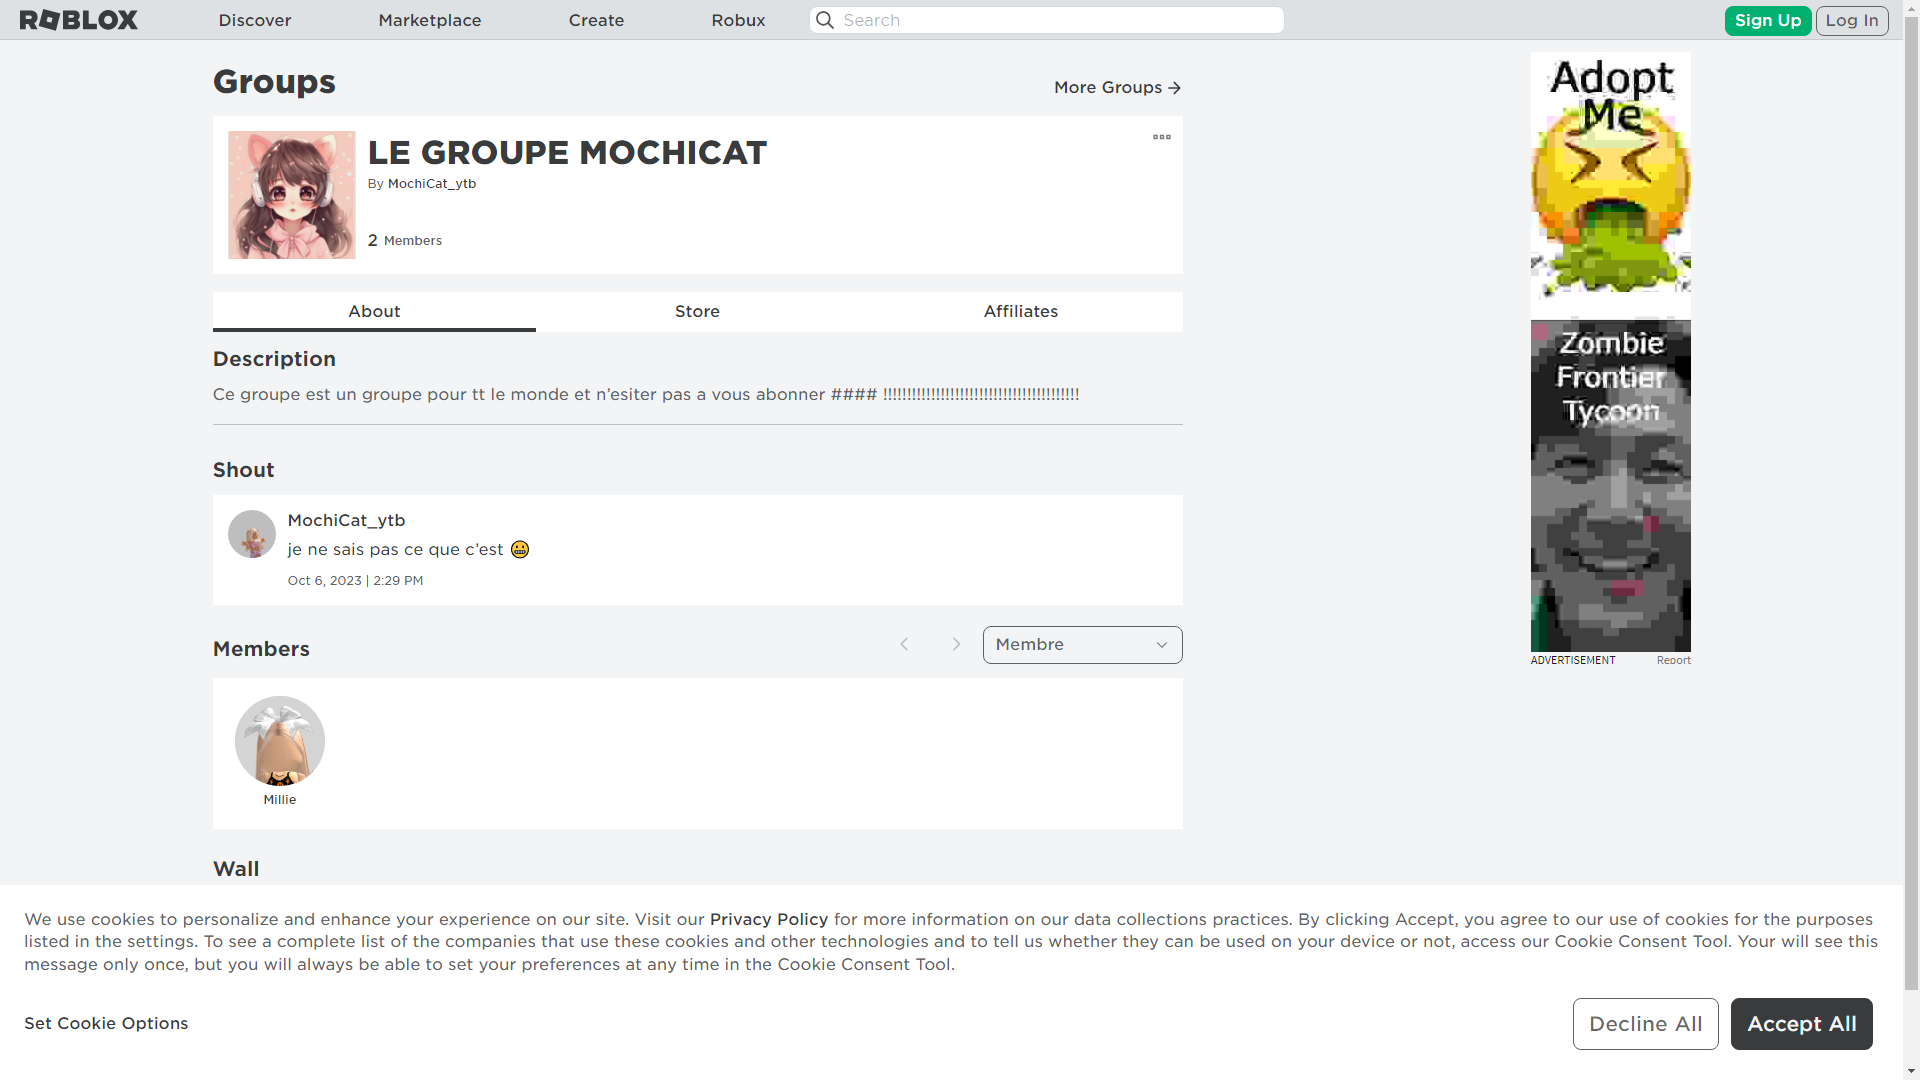 ROBLOX
Discover
Marketplace
Create
Robux
Search
Sign Up
Log In
Groups
More Groups
LE GROUPE MOCHICAT
By MochiCat_ytb
2 Members
About
Store
Affiliates
Description
Ce groupe est un groupe pour tt le monde et n’esiter pas a vous abonner #### !!!!!!!!!!!!!!!!!!!!!!!!!!!!!!!!!!!!!!!!!
Shout
MochiCat_ytb
je ne sais pas ce que c’est 😬
Oct 6, 2023 | 2:29 PM
Members
Membre
Millie
Wall
Adopt
Me
Zombie
Frontier
Tycoon
ADVERTISEMENT
Report
We use cookies to personalize and enhance your experience on our site. Visit our Privacy Policy for more information on our data collections practices. By clicking Accept, you agree to our use of cookies for the purposes
listed in the settings. To see a complete list of the companies that use these cookies and other technologies and to tell us whether they can be used on your device or not, access our Cookie Consent Tool. Your will see this
message only once, but you will always be able to set your preferences at any time in the Cookie Consent Tool.
Set Cookie Options
Decline All
Accept All